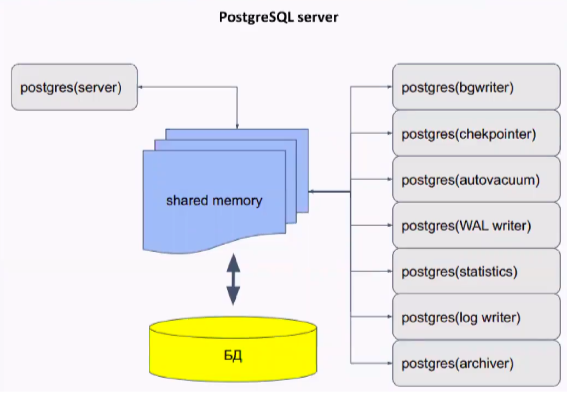 PostgreSQL server
postgres(server)
shared memory
БД
postgres(bgwriter)
postgres(chekpointer)
postgres(autovacuum)
postgres(WAL writer)
postgres(statistics)
postgres(log writer)
postgres(archiver)